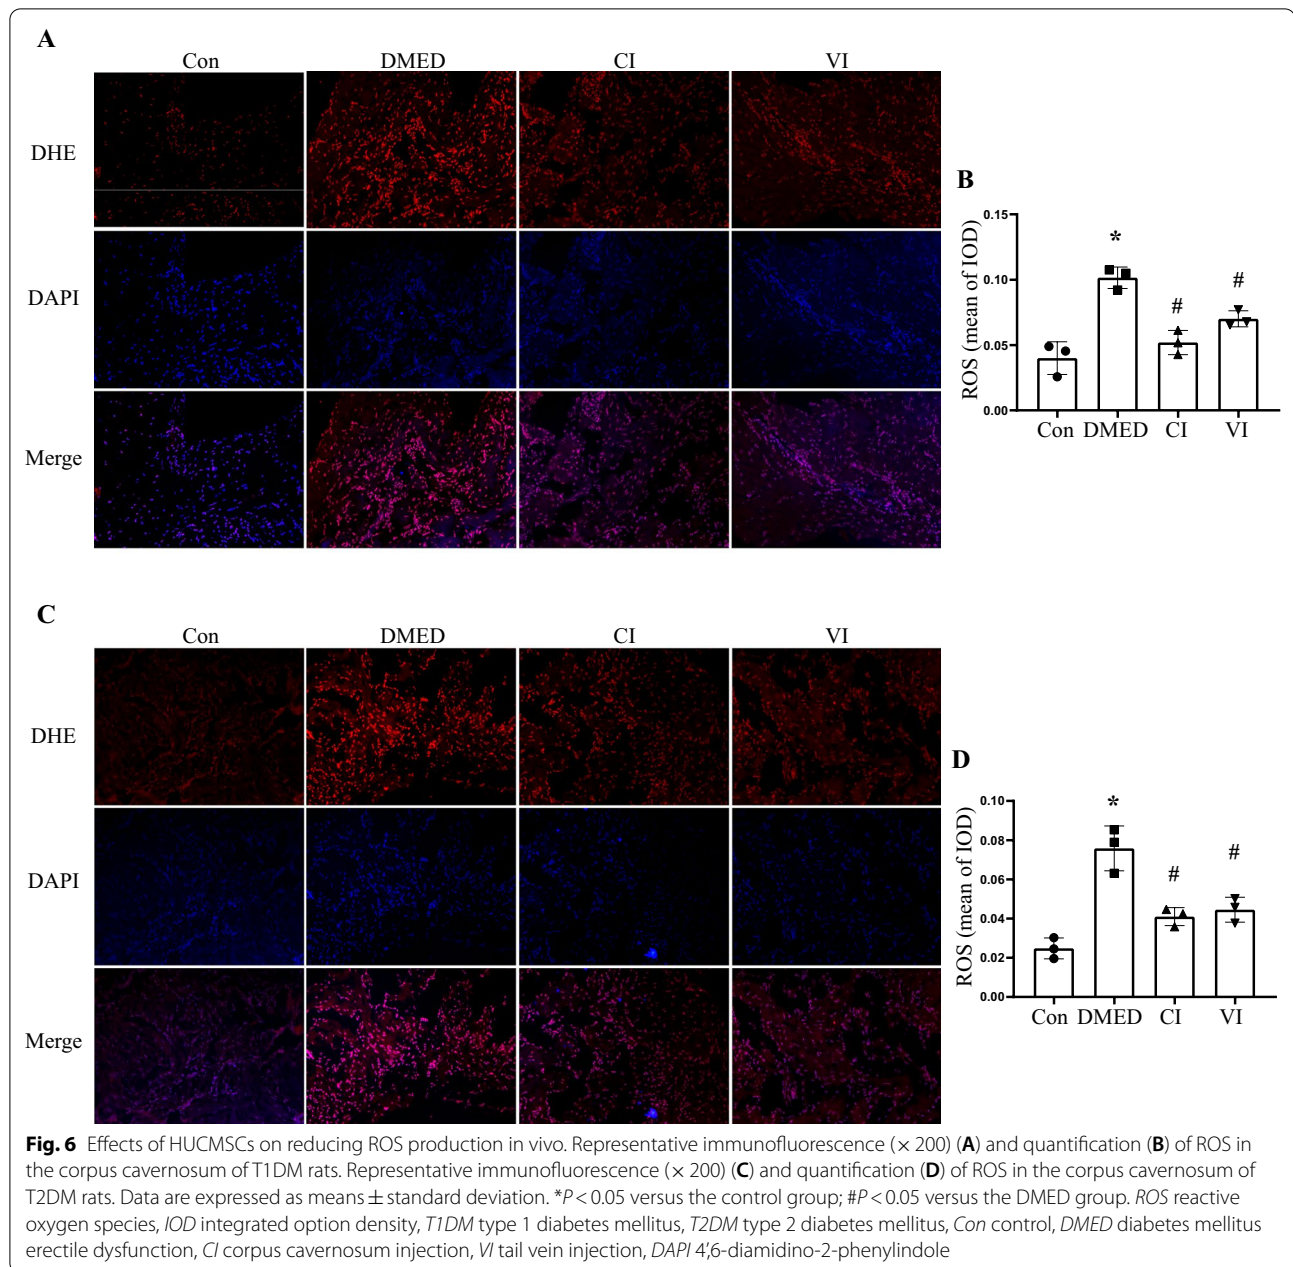 A
Con DMED CI VI
DHE
DAPI
Merge
B
ROS (mean of IOD)
0.15
0.10
0.05
0.00
*
#
#
Con DMED CI VI
C
Con DMED CI VI
DHE
DAPI
Merge
D
ROS (mean of IOD)
0.10
0.08
0.06
0.04
0.02
0.00
*
#
#
Con DMED CI VI
Fig. 6 Effects of HUCMSCs on reducing ROS production in vivo. Representative immunofluorescence (× 200) (A) and quantification (B) of ROS in
the corpus cavernosum of T1DM rats. Representative immunofluorescence (× 200) (C) and quantification (D) of ROS in the corpus cavernosum of
T2DM rats. Data are expressed as means ± standard deviation. *P < 0.05 versus the control group; #P < 0.05 versus the DMED group. ROS reactive
oxygen species, IOD integrated option density, T1DM type 1 diabetes mellitus, T2DM type 2 diabetes mellitus, Con control, DMED diabetes mellitus
erectile dysfunction, CI corpus cavernosum injection, VI tail vein injection, DAPI 4′,6-diamidino-2-phenylindole